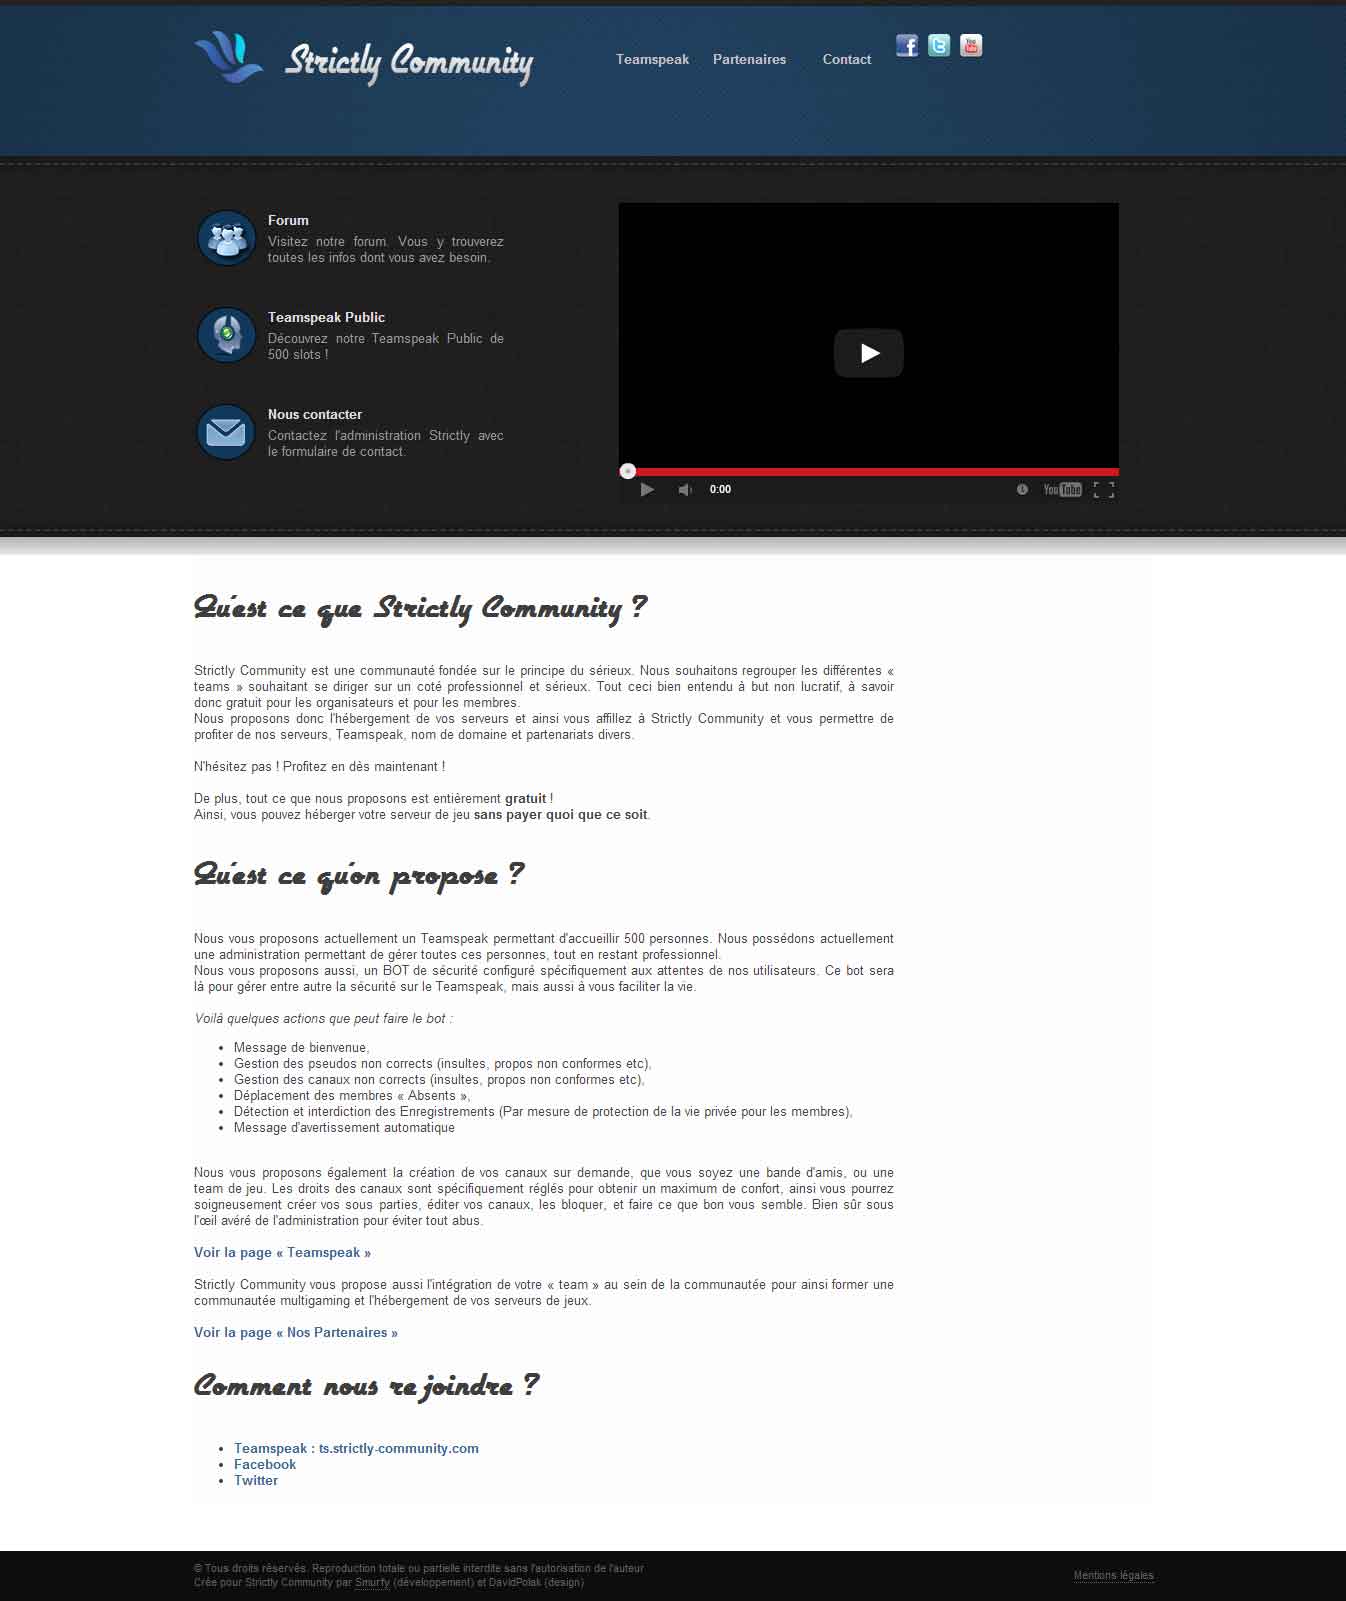 Strictly Community
Teamspeak
Partenaires
Contact
Forum
Visitez notre forum. Vous y trouverez
toutes les infos dont vous avez besoin.
Teamspeak Public
Découvrez notre Teamspeak Public de
500 slots !
Nous contacter
Contactez l'administration Strictly avec
le formulaire de contact.
0:00
YouTube
Qu'est ce que Strictly Community ?
Strictly Community est une communauté fondée sur le principe du sérieux. Nous souhaitons regrouper les différentes «
teams » souhaitant se diriger sur un coté professionnel et sérieux. Tout ceci bien entendu à but non lucratif, à savoir
donc gratuit pour les organisateurs et pour les membres.
Nous proposons donc l'hébergement de vos serveurs et ainsi vous affillez à Strictly Community et vous permettre de
profiter de nos serveurs, Teamspeak, nom de domaine et partenariats divers.
N'hésitez pas ! Profitez en dès maintenant !
De plus, tout ce que nous proposons est entièrement gratuit !
Ainsi, vous pouvez héberger votre serveur de jeu sans payer quoi que ce soit.
Qu'est ce qu'on propose ?
Nous vous proposons actuellement un Teamspeak permettant d'accueillir 500 personnes. Nous possédons actuellement
une administration permettant de gérer toutes ces personnes, tout en restant professionnel.
Nous vous proposons aussi, un BOT de sécurité configuré spécifiquement aux attentes de nos utilisateurs. Ce bot sera
là pour gérer entre autre la sécurité sur le Teamspeak, mais aussi à vous faciliter la vie.
Voilà quelques actions que peut faire le bot :
• Message de bienvenue,
• Gestion des pseudos non corrects (insultes, propos non conformes etc),
• Gestion des canaux non corrects (insultes, propos non conformes etc),
• Déplacement des membres « Absents »,
• Détection et interdiction des Enregistrements (Par mesure de protection de la vie privée pour les membres),
• Message d'avertissement automatique
Nous vous proposons également la création de vos canaux sur demande, que vous soyez une bande d'amis, ou une
team de jeu. Les droits des canaux sont spécifiquement réglés pour obtenir un maximum de confort, ainsi vous pourrez
soigneusement créer vos sous parties, éditer vos canaux, les bloquer, et faire ce que bon vous semble. Bien sûr sous
l'œil avéré de l'administration pour éviter tout abus.
Voir la page « Teamspeak »
Strictly Community vous propose aussi l'intégration de votre « team » au sein de la communautée pour ainsi former une
communautée multigaming et l'hébergement de vos serveurs de jeux.
Voir la page « Nos Partenaires »
Comment nous rejoindre ?
• Teamspeak : ts.strictly-community.com
• Facebook
• Twitter
© Tous droits réservés. Reproduction totale ou partielle interdite sans l'autorisation de l'auteur
Crée pour Strictly Community par Smurfy (développement) et DavidPolak (design)
Mentions légales